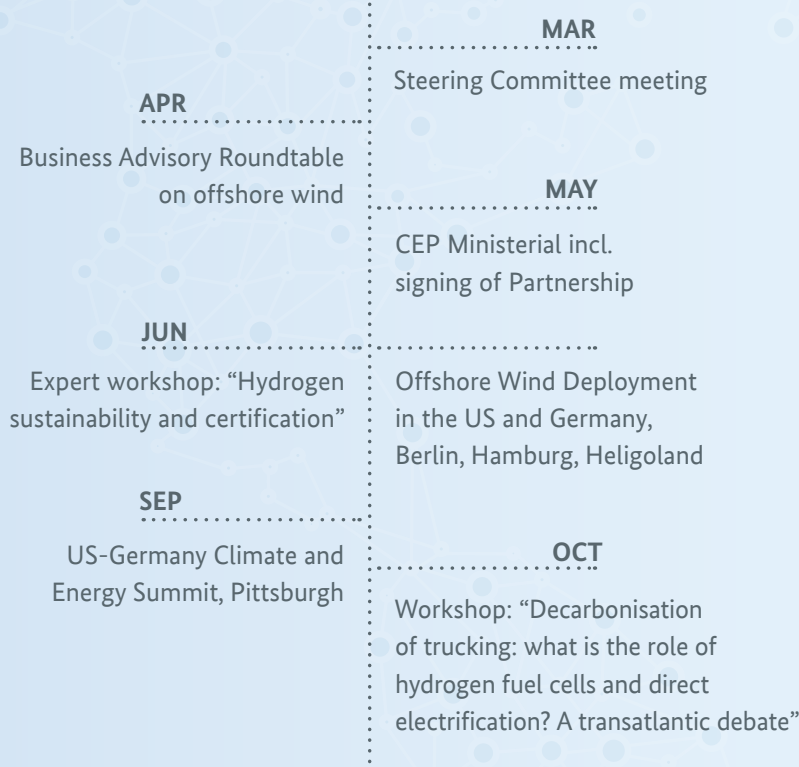 MAR
Steering Committee meeting
APR
Business Advisory Roundtable
on offshore wind
MAY
CEP Ministerial incl.
signing of Partnership
JUN
Expert workshop: “Hydrogen
sustainability and certification”
Offshore Wind Deployment
in the US and Germany,
Berlin, Hamburg, Heligoland
SEP
US-Germany Climate and
Energy Summit, Pittsburgh
OCT
Workshop: “Decarbonisation
of trucking: what is the role of
hydrogen fuel cells and direct
electrification? A transatlantic debate”